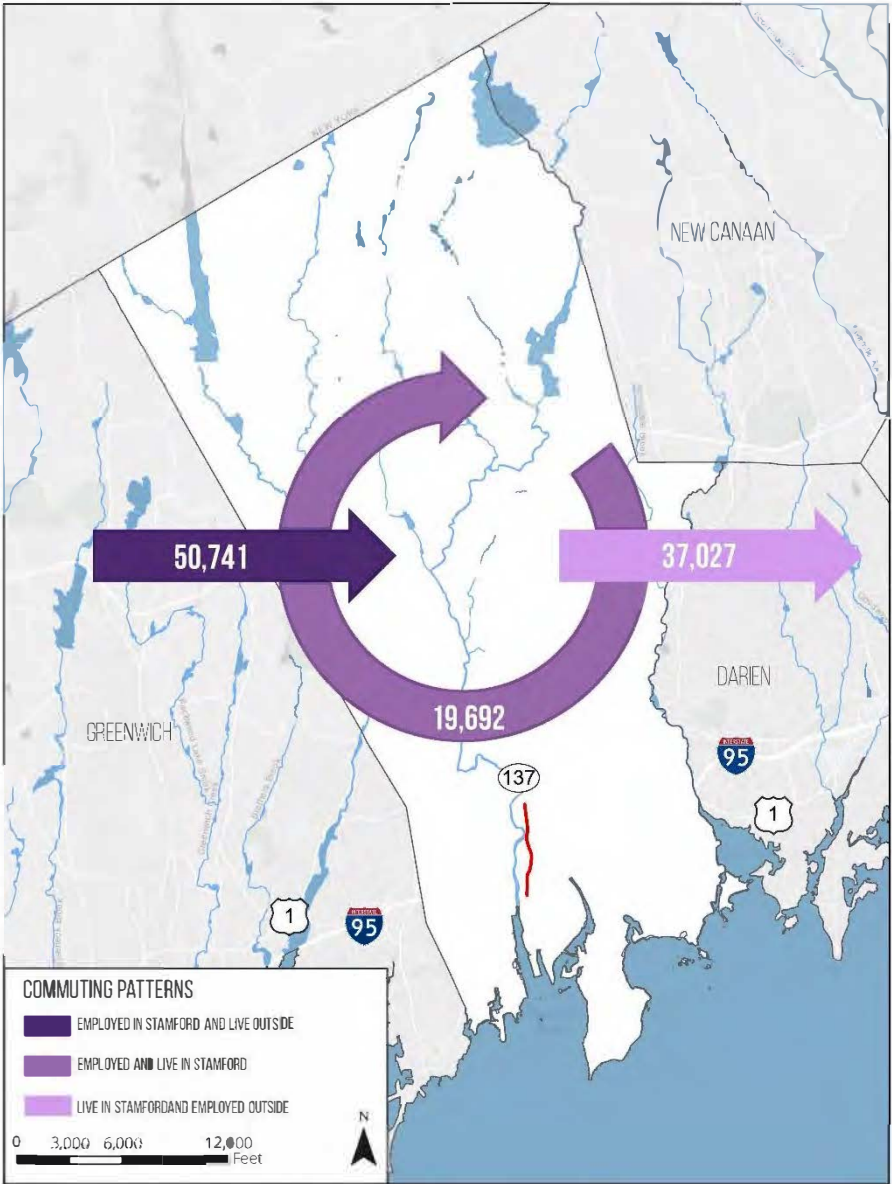 NEW YORK
NEW CANAAN
50,741
37,027
DARIEN
19,692
GREENWICH
INTERSTATE
95
137
1
1
INTERSTATE
95
COMMUTING PATTERNS
EMPLOYED IN STAMFORD AND LIVE OUTSIDE
EMPLOYED AND LIVE IN STAMFORD
LIVE IN STAMFORDAND EMPLOYED OUTSIDE
N
0 3,000 6,000 12,000
Feet